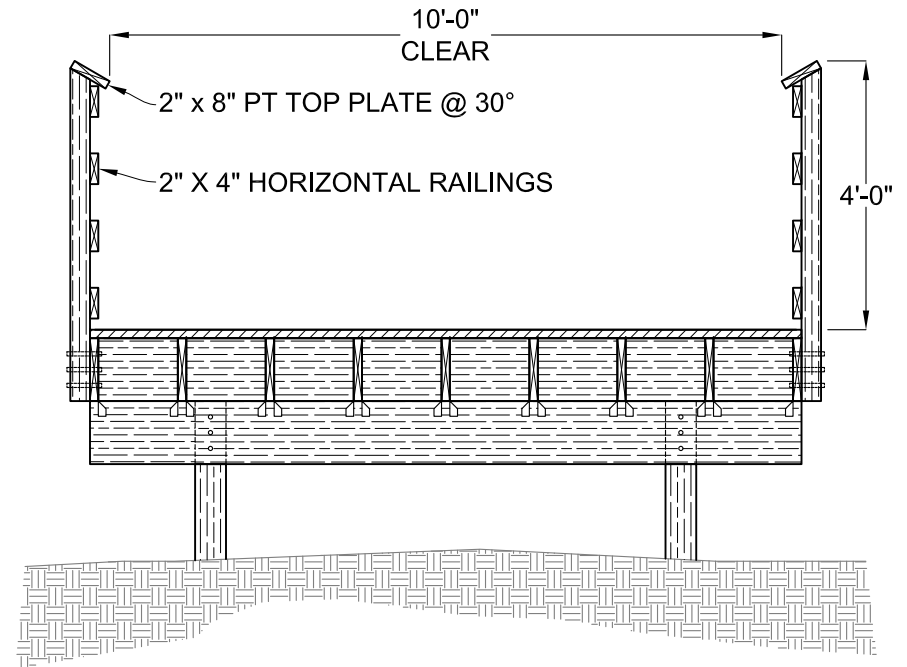 10'-0"
CLEAR
2" x 8" PT TOP PLATE @ 30°
2" X 4" HORIZONTAL RAILINGS
4'-0"